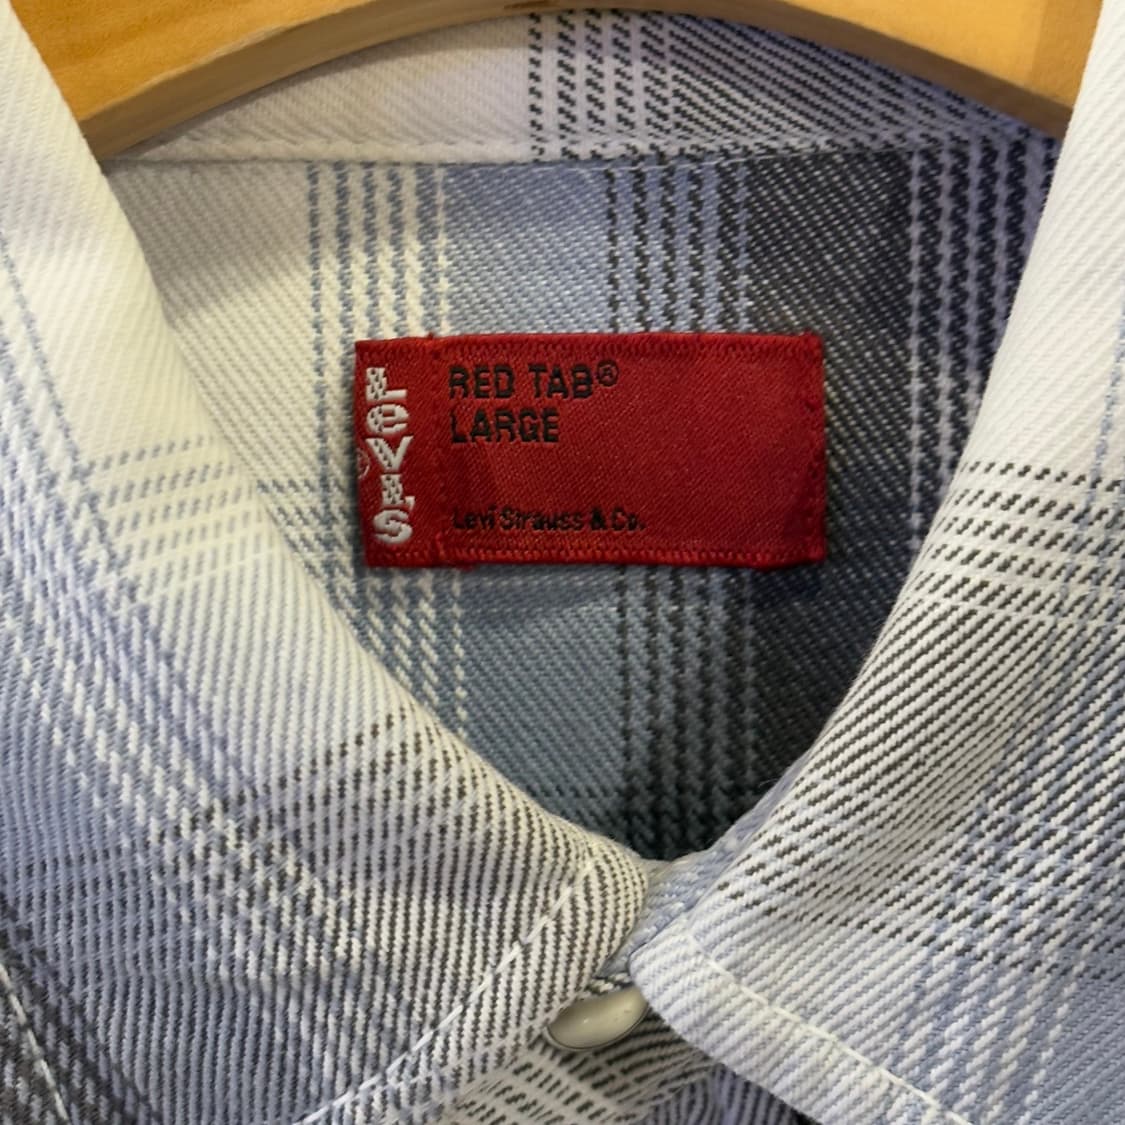 LEVI'S
®
RED TAB®
LARGE
Levi Strauss & Co.